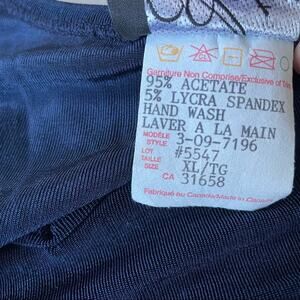 Garniture Non Comprise/Exclusive of Trim
95% ACETATE
5% LYCRA SPANDEX
HAND WASH
LAVER A LA MAIN
MODÈLE
STYLE 3-09-7196
LOT #5547
TAILLE
SIZE XL/TG
CA 31658
Fabriqué au Canada/Made in Canada